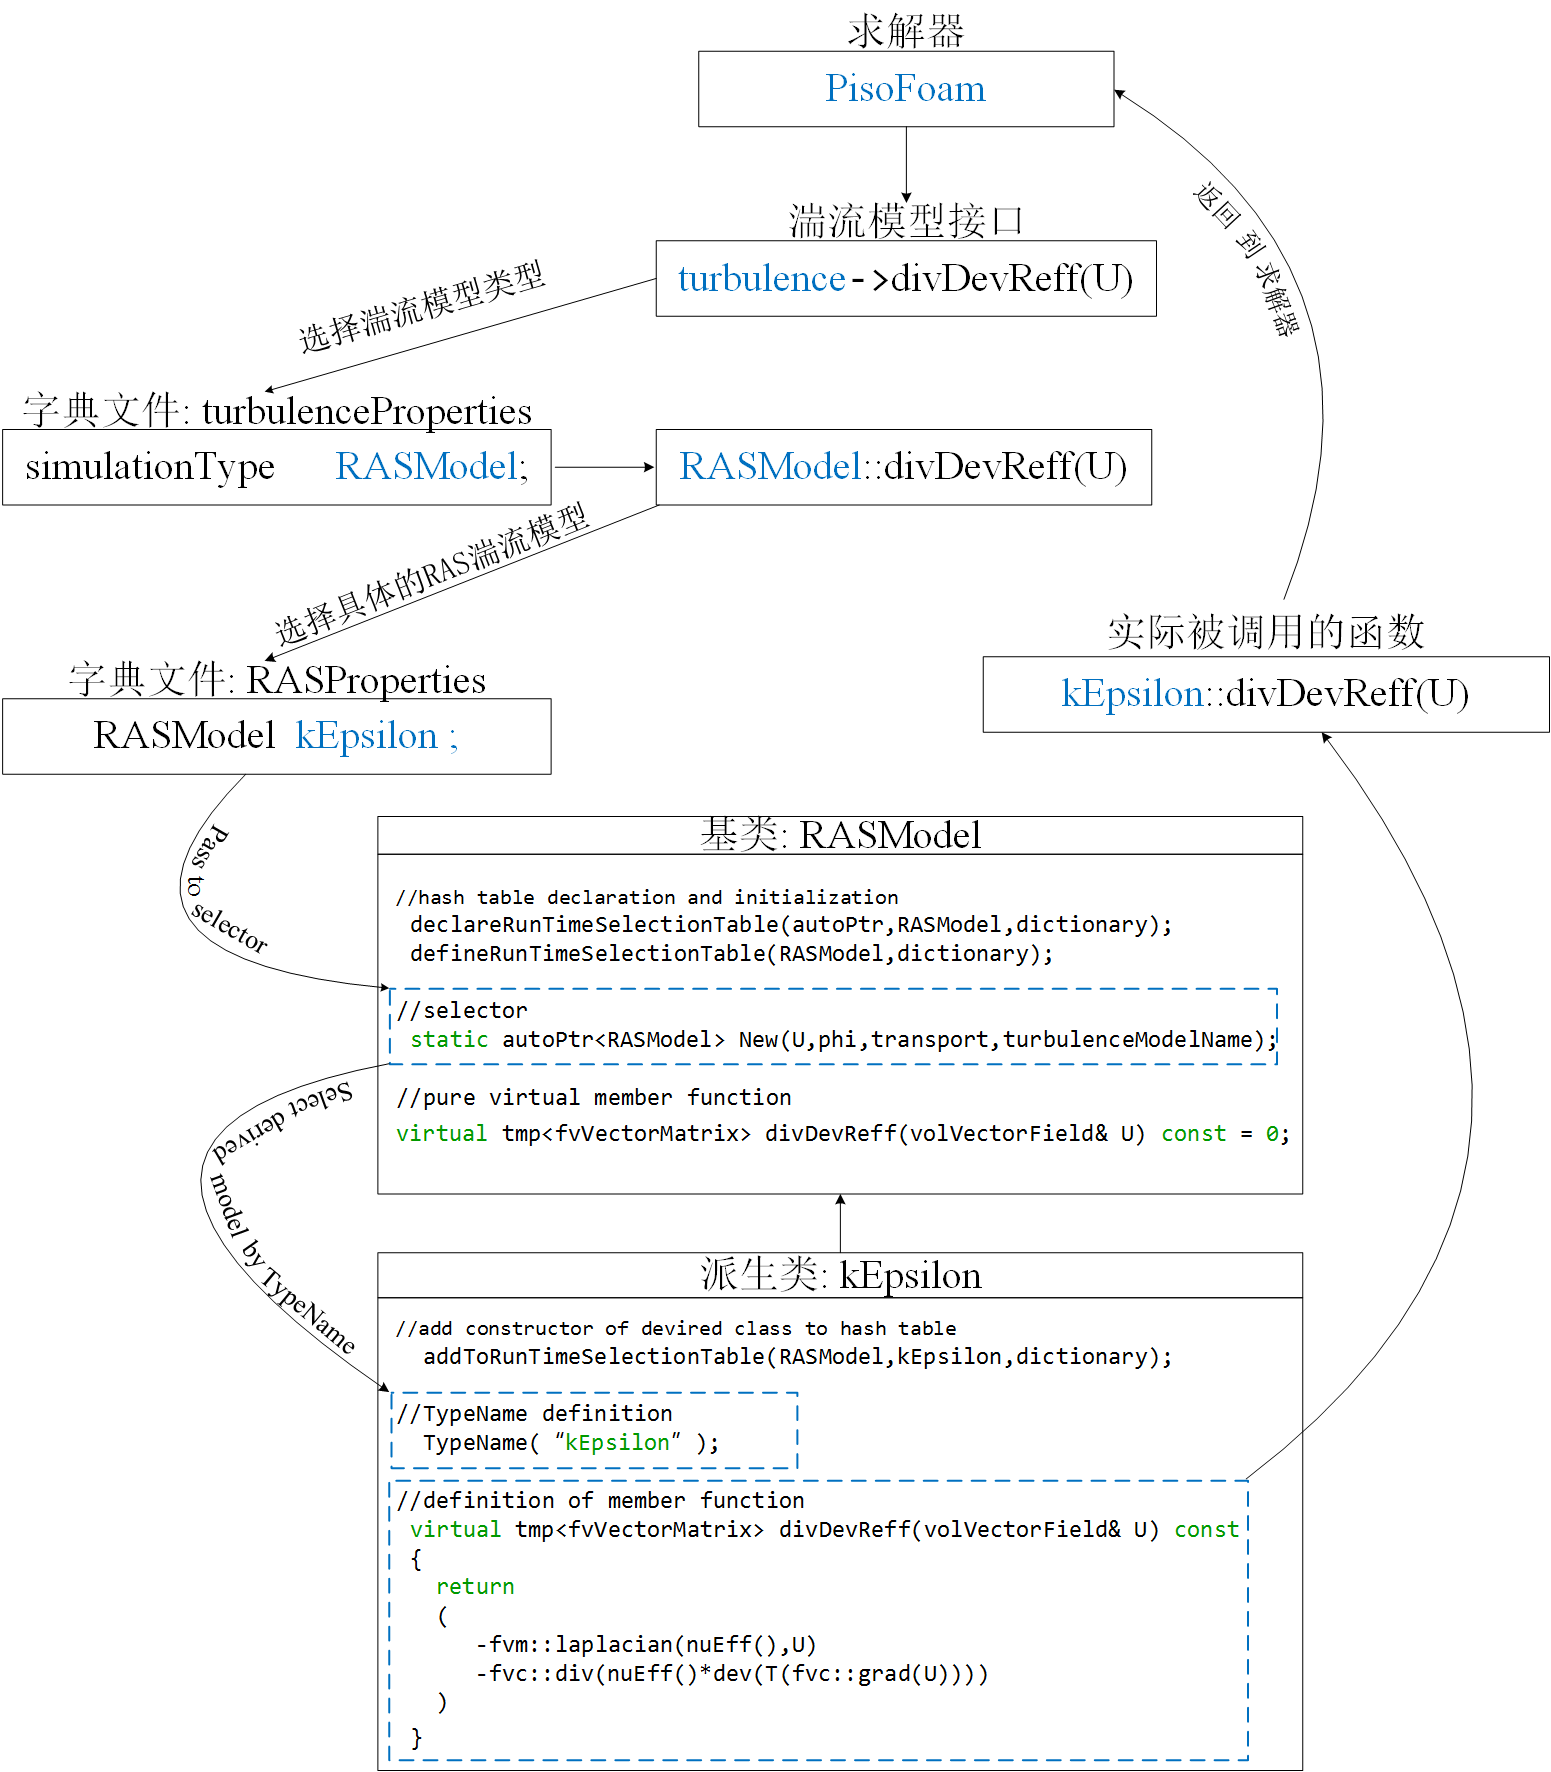 求解器
PisoFoam
湍流模型接口
turbulence->divDevReff(U)
选择湍流模型类型
返回 到 求解器
字典文件: turbulenceProperties
simulationType RASModel;
RASModel::divDevReff(U)
选择具体的RAS湍流模型
字典文件: RASProperties
RASModel kEpsilon ;
实际被调用的函数
kEpsilon::divDevReff(U)
Pass to selector
基类: RASModel
//hash table declaration and initialization
declareRunTimeSelectionTable(autoPtr,RASModel,dictionary);
defineRunTimeSelectionTable(RASModel,dictionary);
//selector
static autoPtr<RASModel> New(U,phi,transport,turbulenceModelName);
//pure virtual member function
virtual tmp<fvVectorMatrix> divDevReff(volVectorField& U) const = 0;
Select derived model by TypeName
派生类: kEpsilon
//add constructor of devired class to hash table
addToRunTimeSelectionTable(RASModel,kEpsilon,dictionary);
//TypeName definition
TypeName( “kEpsilon” );
//definition of member function
virtual tmp<fvVectorMatrix> divDevReff(volVectorField& U) const
{
return
(
-fvm::laplacian(nuEff(),U)
-fvc::div(nuEff()*dev(T(fvc::grad(U))))
)
}